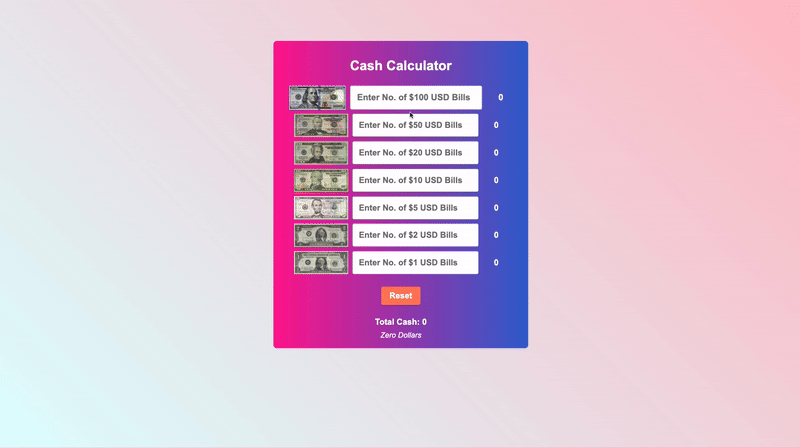 Cash Calculator
Enter No. of $100 USD Bills 0
Enter No. of $50 USD Bills 0
Enter No. of $20 USD Bills 0
Enter No. of $10 USD Bills 0
Enter No. of $5 USD Bills 0
Enter No. of $2 USD Bills 0
Enter No. of $1 USD Bills 0
Reset
Total Cash: 0
Zero Dollars